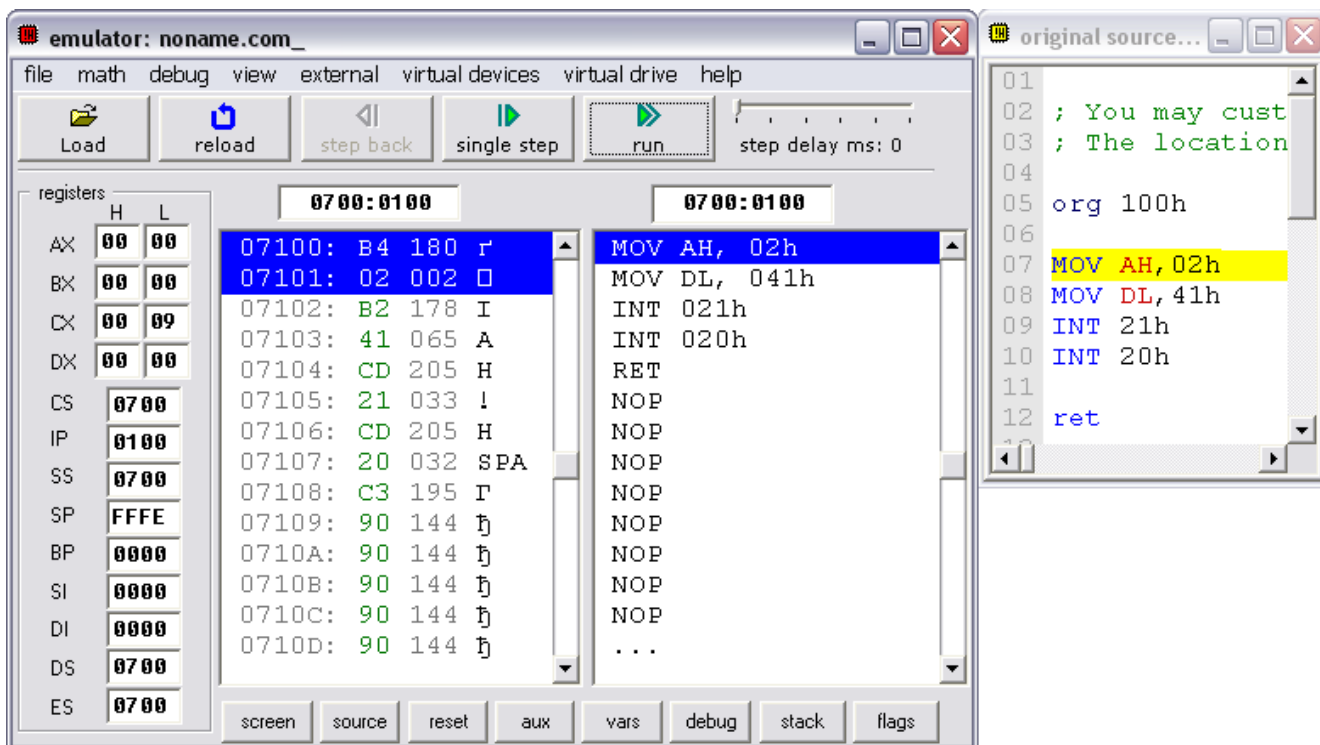 emulator: noname.com_
file math debug view external virtual devices virtual drive help
Load reload step back single step run step delay ms: 0
registers
H L
AX 00 00
BX 00 00
CX 00 09
DX 00 00
CS 0700
IP 0100
SS 0700
SP FFFE
BP 0000
SI 0000
DI 0000
DS 0700
ES 0700
0700:0100
07100: B4 180 ґ
07101: 02 002
07102: B2 178 І
07103: 41 065 A
07104: CD 205 Н
07105: 21 033 !
07106: CD 205 Н
07107: 20 032 SPA
07108: C3 195 Г
07109: 90 144 ђ
0710A: 90 144 ђ
0710B: 90 144 ђ
0710C: 90 144 ђ
0710D: 90 144 ђ
0700:0100
MOV AH, 02h
MOV DL, 041h
INT 021h
INT 020h
RET
NOP
NOP
NOP
NOP
NOP
NOP
NOP
NOP
...
screen source reset aux vars debug stack flags
original source...
01
02 ; You may cust
03 ; The location
04
05 org 100h
06
07 MOV AH,02h
08 MOV DL,41h
09 INT 21h
10 INT 20h
11
12 ret